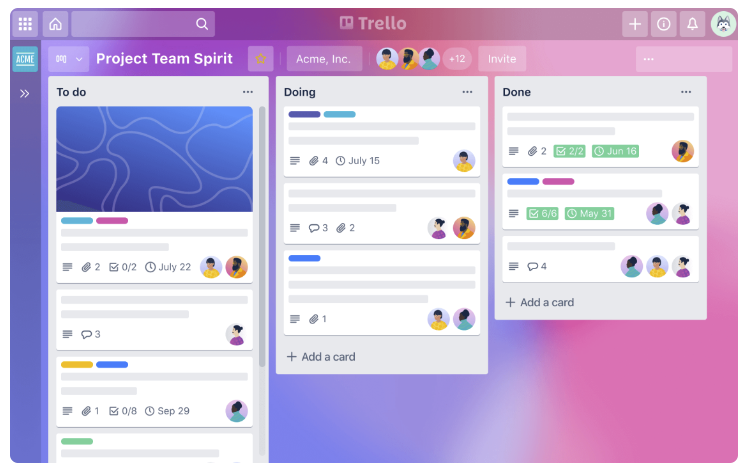 Trello
ACME
Project Team Spirit
Acme, Inc.
+12
Invite
To do
2
0/2
July 22
3
1
0/8
Sep 29
Doing
4
July 15
3
2
1
+ Add a card
Done
2
2/2
Jun 16
6/6
May 31
4
+ Add a card